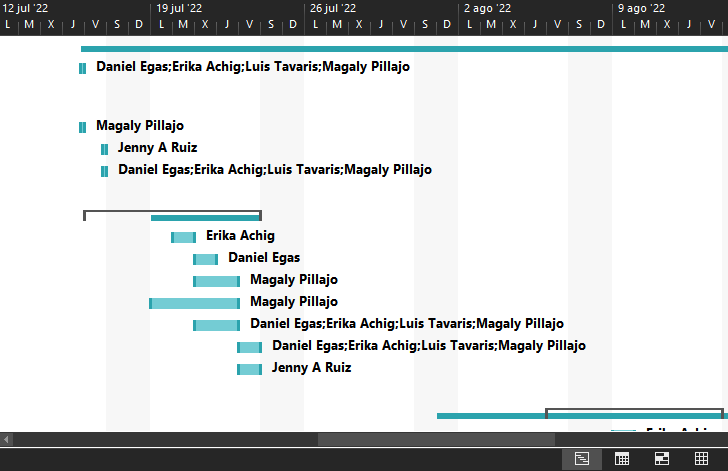 12 jul '22 19 jul '22 26 jul '22 2 ago '22 9 ago '22
L M X J V S D L M X J V S D L M X J V S D L M X J V S D L M X J V
Daniel Egas;Erika Achig;Luis Tavaris;Magaly Pillajo
Magaly Pillajo
Jenny A Ruiz
Daniel Egas;Erika Achig;Luis Tavaris;Magaly Pillajo
Erika Achig
Daniel Egas
Magaly Pillajo
Magaly Pillajo
Daniel Egas;Erika Achig;Luis Tavaris;Magaly Pillajo
Daniel Egas;Erika Achig;Luis Tavaris;Magaly Pillajo
Jenny A Ruiz